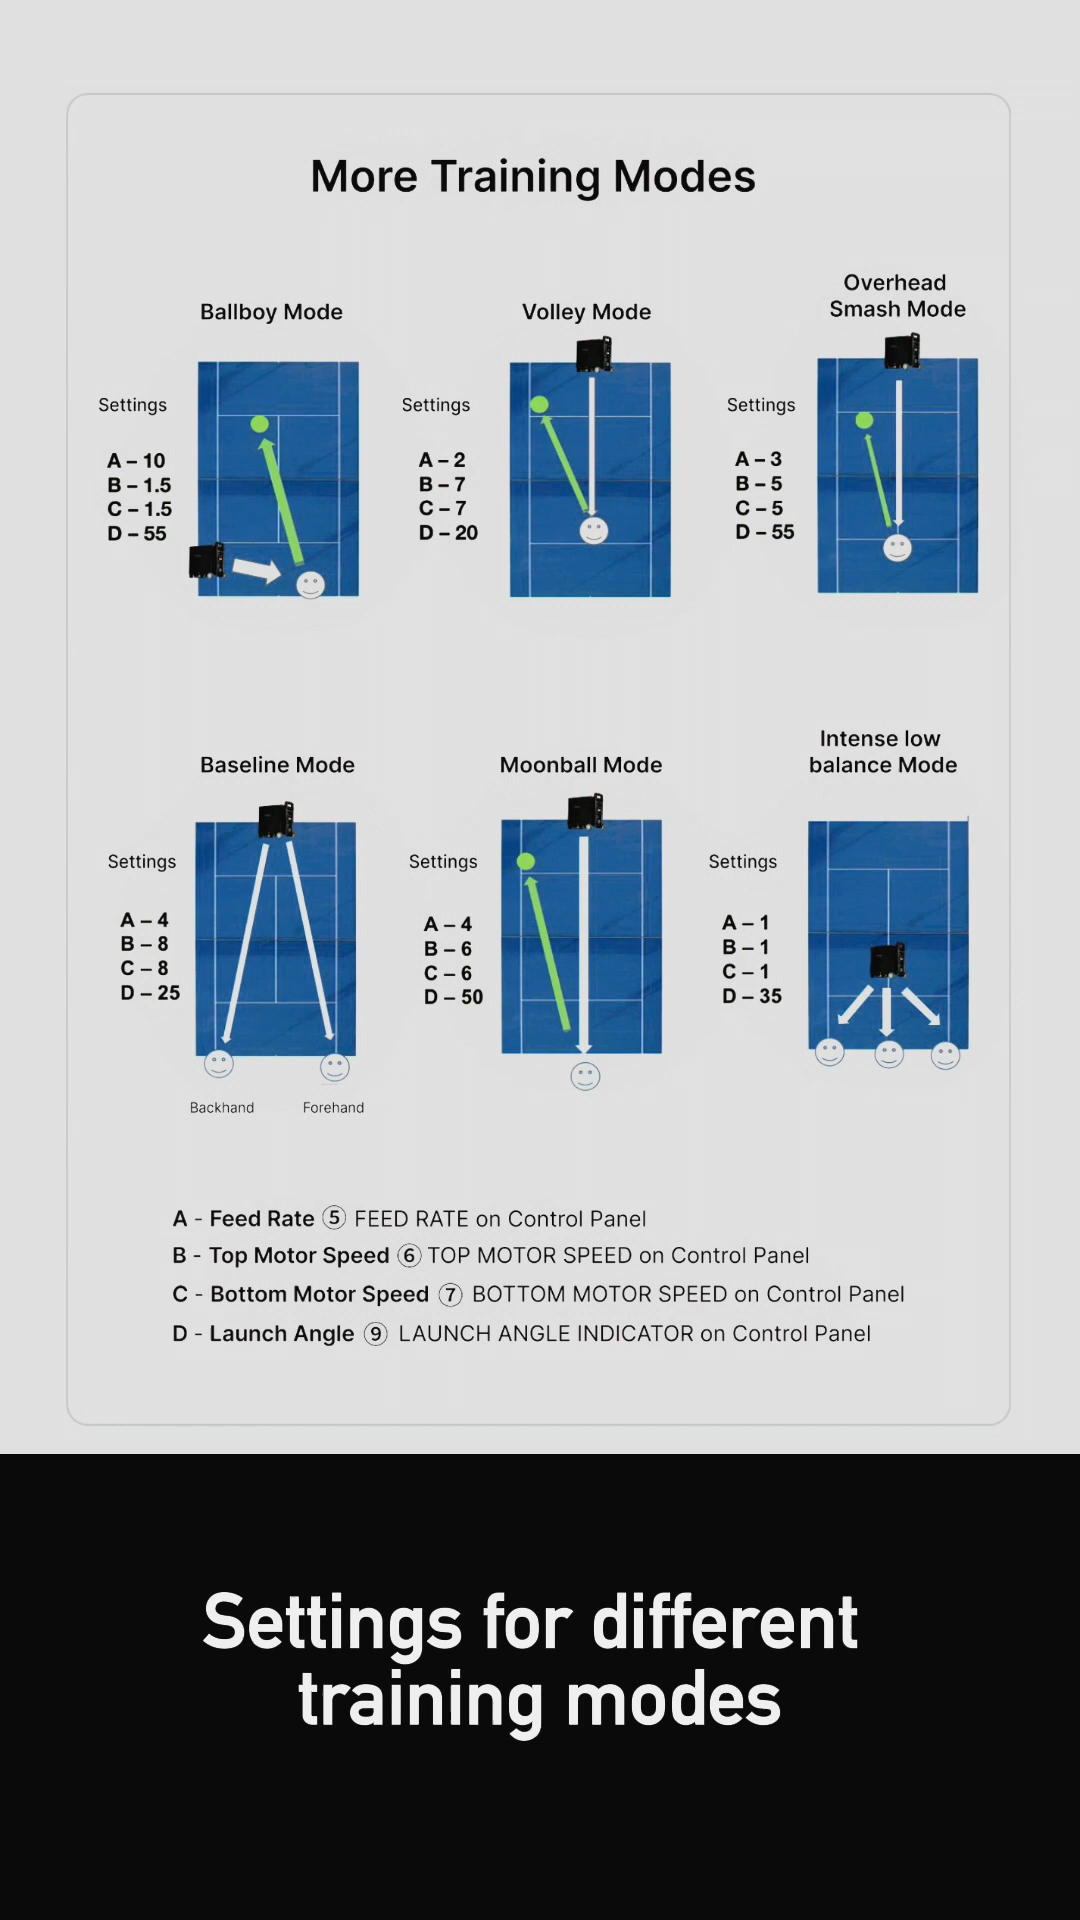 More Training Modes
Ballboy Mode
Settings
A – 10
B – 1.5
C – 1.5
D – 55
Volley Mode
Settings
A – 2
B – 7
C – 7
D – 20
Overhead
Smash Mode
Settings
A – 3
B – 5
C – 5
D – 55
Baseline Mode
Settings
A – 4
B – 8
C – 8
D – 25
Backhand
Forehand
Moonball Mode
Settings
A – 4
B – 6
C – 6
D – 50
Intense low
balance Mode
Settings
A – 1
B – 1
C – 1
D – 35
A - Feed Rate ⑤ FEED RATE on Control Panel
B - Top Motor Speed ⑥ TOP MOTOR SPEED on Control Panel
C - Bottom Motor Speed ⑦ BOTTOM MOTOR SPEED on Control Panel
D - Launch Angle ⑨ LAUNCH ANGLE INDICATOR on Control Panel
Settings for different
training modes